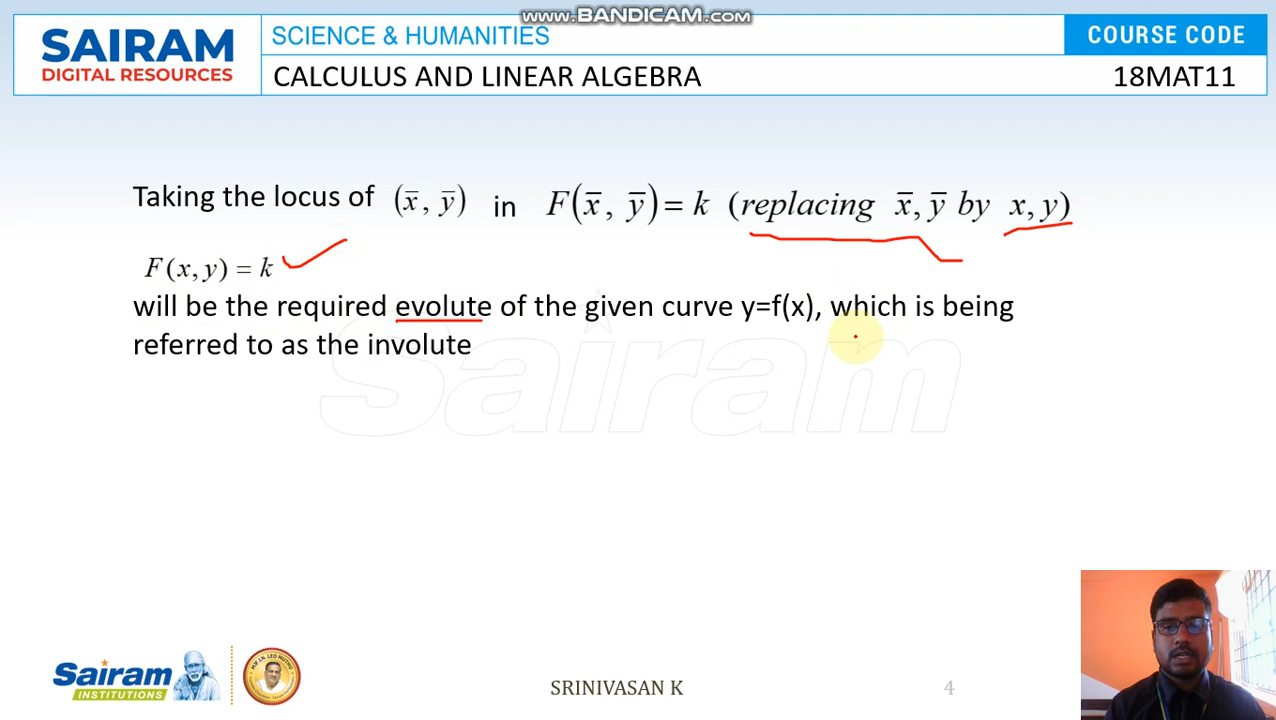 www.BANDICAM.com
SAIRAM
DIGITAL RESOURCES
SCIENCE & HUMANITIES
COURSE CODE
CALCULUS AND LINEAR ALGEBRA
18MAT11
Taking the locus of (x̅, y̅) in F(x̅, y̅) = k (replacing x̅, y̅ by x, y)
F(x, y) = k
will be the required evolute of the given curve y=f(x), which is being
referred to as the involute
Sairam
Sairam
INSTITUTIONS
SRINIVASAN K
4